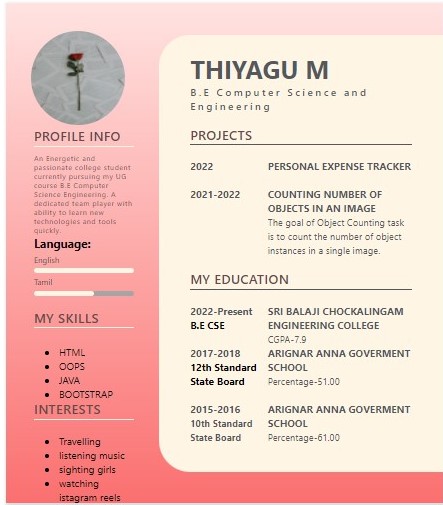 THIYAGU M
B.E Computer Science and
Engineering
PROFILE INFO
An Energetic and
passionate college student
currently pursuing my UG
course B.E Computer
Science Engineering. A
dedicated team player with
ability to learn new
technologies and tools
quickly.
Language:
English
Tamil
MY SKILLS
HTML
OOPS
JAVA
BOOTSTRAP
INTERESTS
Travelling
listening music
sighting girls
watching
istagram reels
PROJECTS
2022 PERSONAL EXPENSE TRACKER
2021-2022 COUNTING NUMBER OF
OBJECTS IN AN IMAGE
The goal of Object Counting task
is to count the number of object
instances in a single image.
MY EDUCATION
2022-Present SRI BALAJI CHOCKALINGAM
B.E CSE ENGINEERING COLLEGE
CGPA-7.9
2017-2018 ARIGNAR ANNA GOVERMENT
12th Standard SCHOOL
State Board Percentage-51.00
2015-2016 ARIGNAR ANNA GOVERMENT
10th Standard SCHOOL
State Board Percentage-61.00